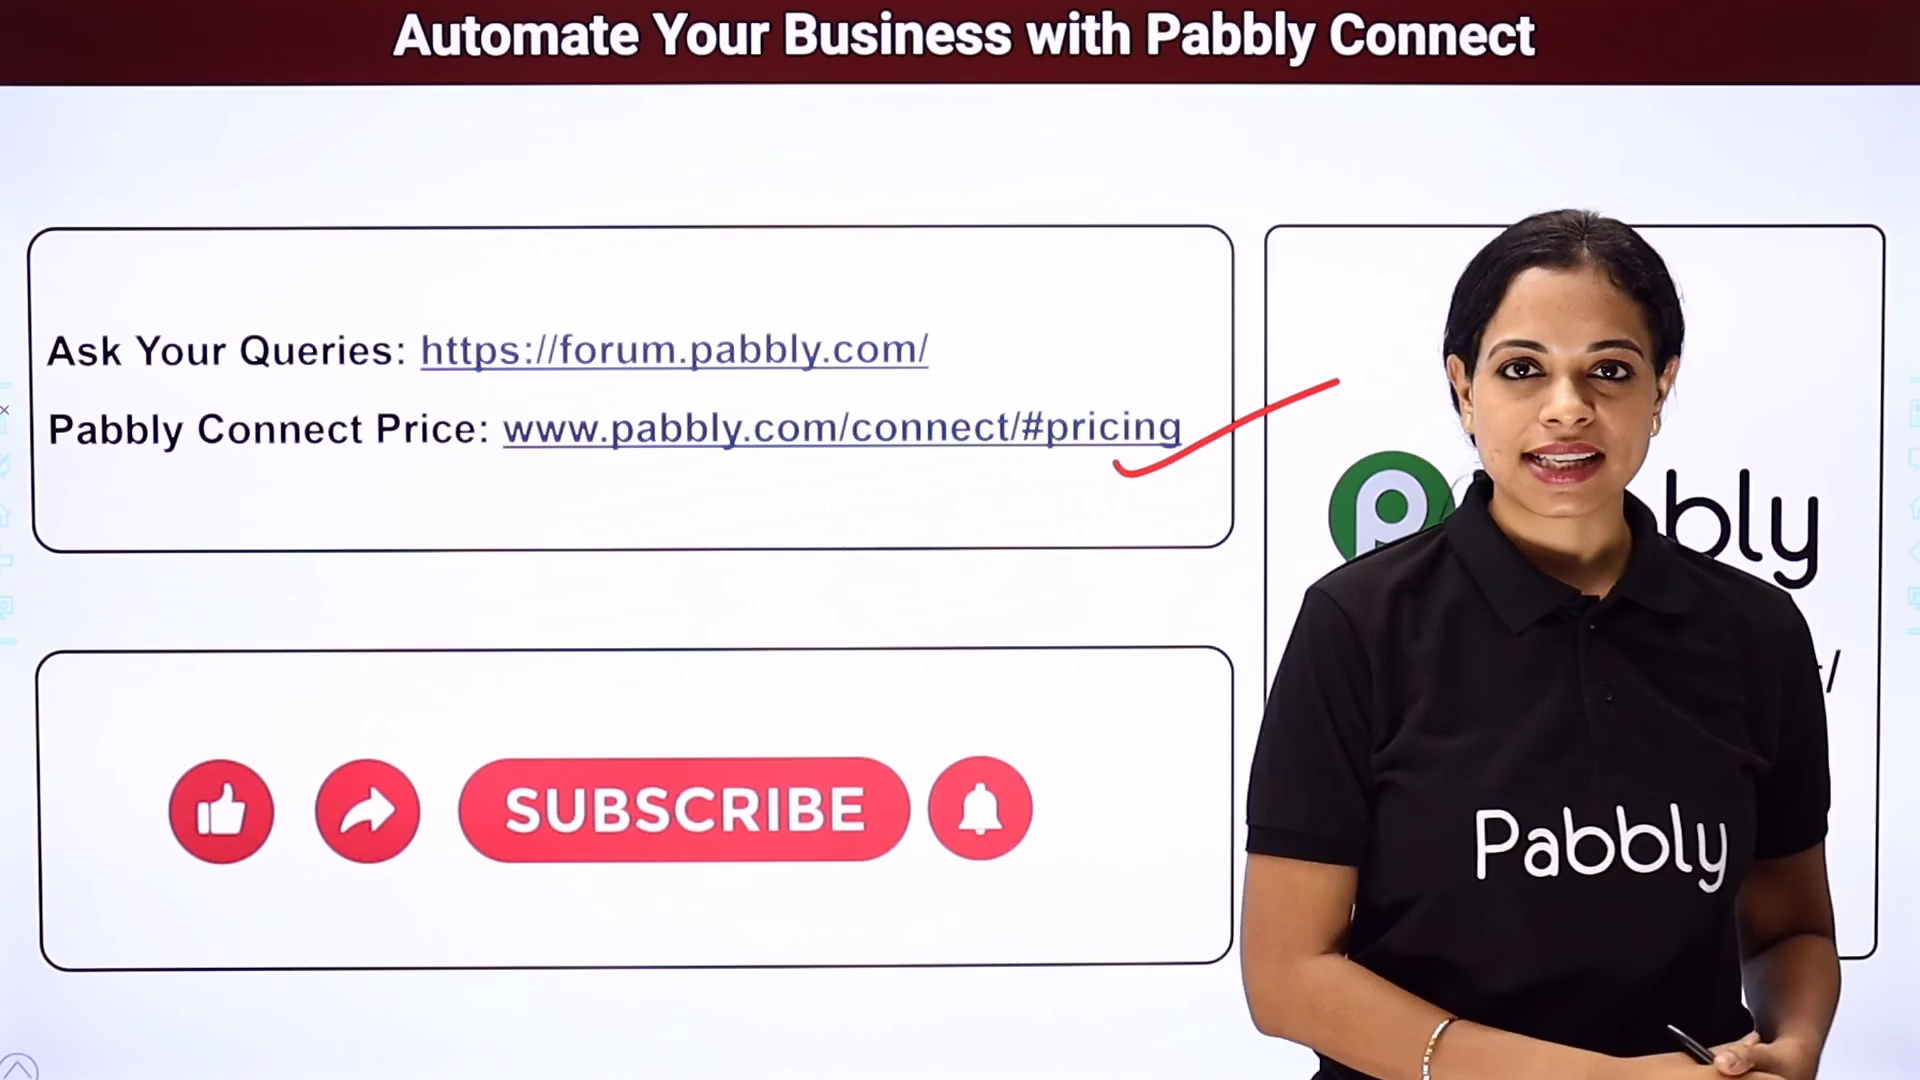 Automate Your Business with Pabbly Connect
Ask Your Queries: https://forum.pabbly.com/
Pabbly Connect Price: www.pabbly.com/connect/#pricing
SUBSCRIBE
Pabbly